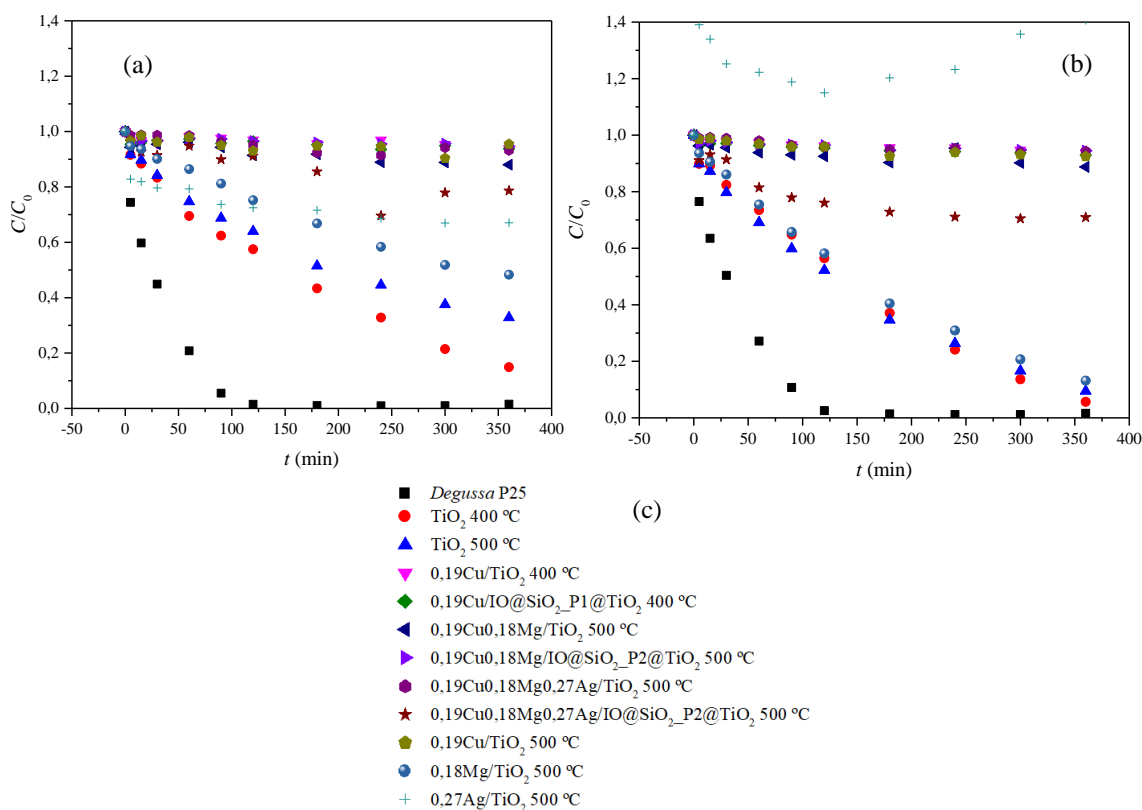 (a)
C/C0
1,4
1,2
1,0
0,8
0,6
0,4
0,2
0,0
-50 0 50 100 150 200 250 300 350 400
t (min)
(b)
C/C0
1,4
1,2
1,0
0,8
0,6
0,4
0,2
0,0
-50 0 50 100 150 200 250 300 350 400
t (min)
(c)
Degussa P25
TiO2 400 ºC
TiO2 500 ºC
0,19Cu/TiO2 400 ºC
0,19Cu/IO@SiO2_P1@TiO2 400 ºC
0,19Cu0,18Mg/TiO2 500 ºC
0,19Cu0,18Mg/IO@SiO2_P2@TiO2 500 ºC
0,19Cu0,18Mg0,27Ag/TiO2 500 ºC
0,19Cu0,18Mg0,27Ag/IO@SiO2_P2@TiO2 500 ºC
0,19Cu/TiO2 500 ºC
0,18Mg/TiO2 500 ºC
0,27Ag/TiO2 500 ºC